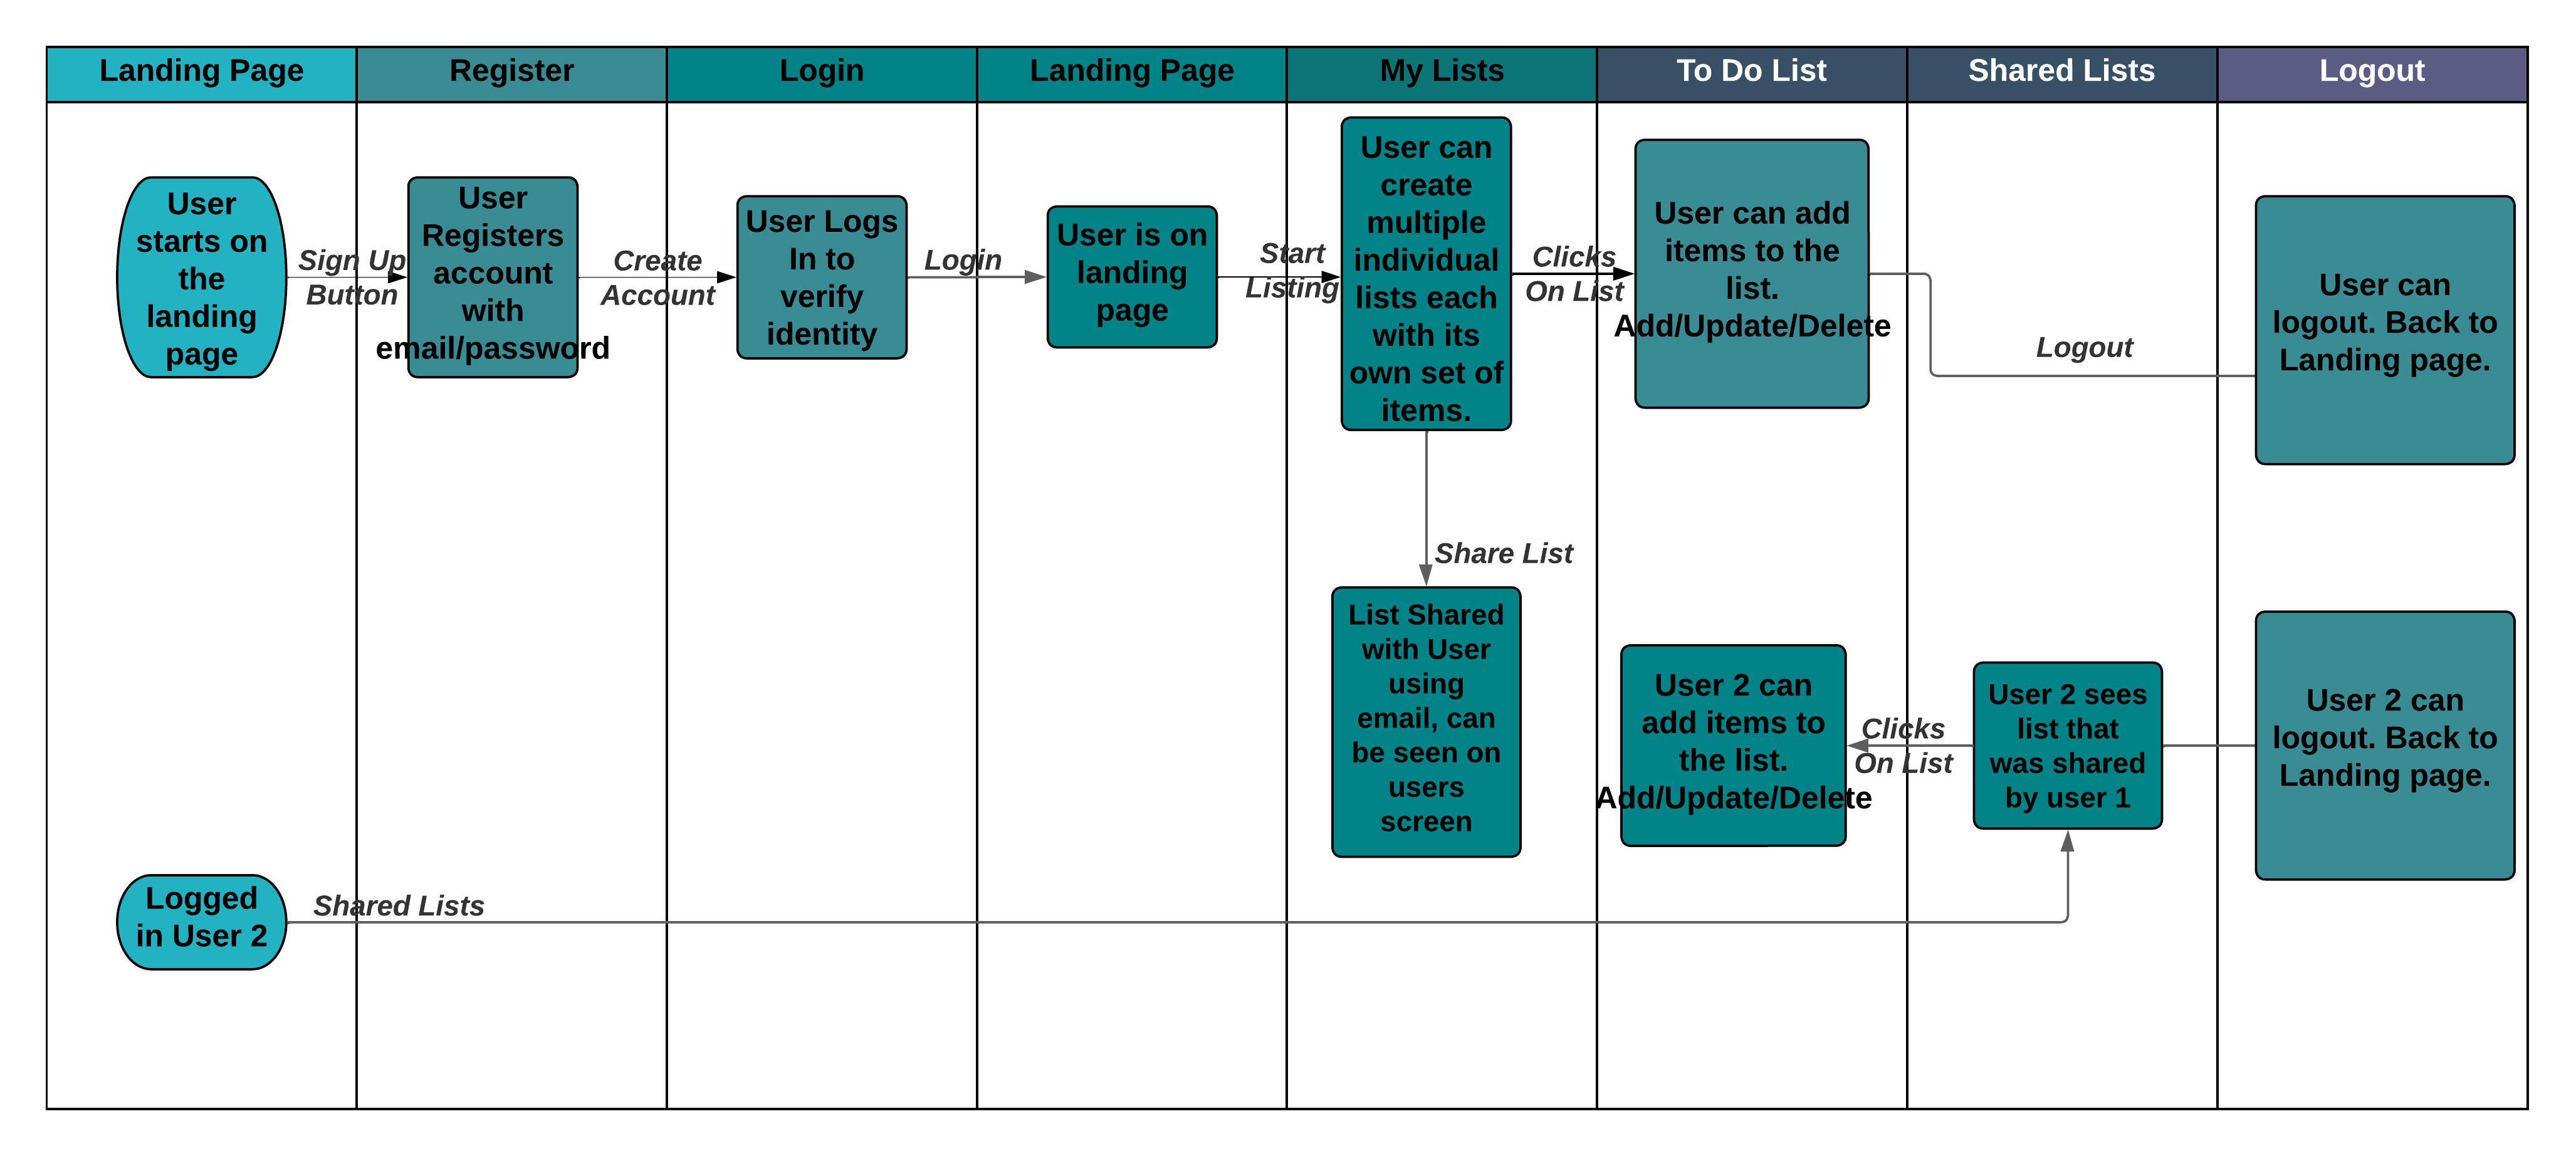 Landing Page
Register
Login
Landing Page
My Lists
To Do List
Shared Lists
Logout
User
starts on
the
landing
page
Sign Up
Button
User
Registers
account
with
email/password
Create
Account
User Logs
In to
verify
identity
Login
User is on
landing
page
Start
Listing
User can
create
multiple
individual
lists each
with its
own set of
items.
Clicks
On List
User can add
items to the
list.
Add/Update/Delete
Logout
User can
logout. Back to
Landing page.
Share List
List Shared
with User
using
email, can
be seen on
users
screen
User 2 can
add items to
the list.
Add/Update/Delete
Clicks
On List
User 2 sees
list that
was shared
by user 1
User 2 can
logout. Back to
Landing page.
Logged
in User 2
Shared Lists